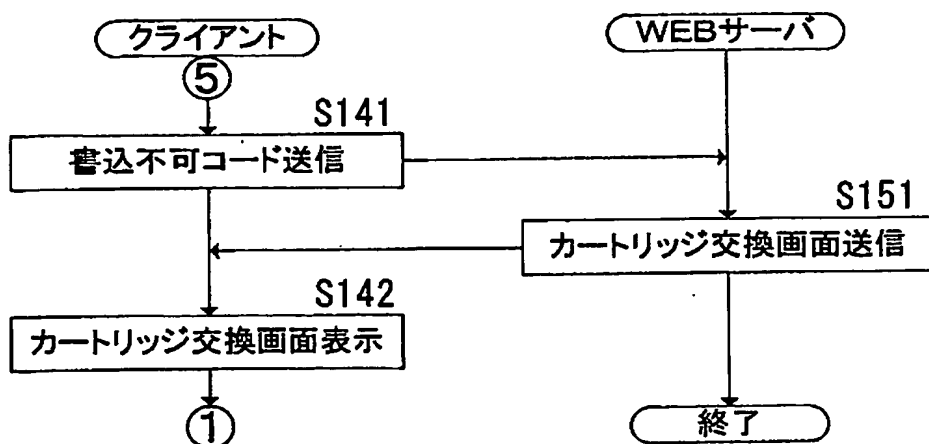 クライアント
WEBサーバ
⑤
S141
書込不可コード送信
S151
カートリッジ交換画面送信
S142
カートリッジ交換画面表示
①
終了